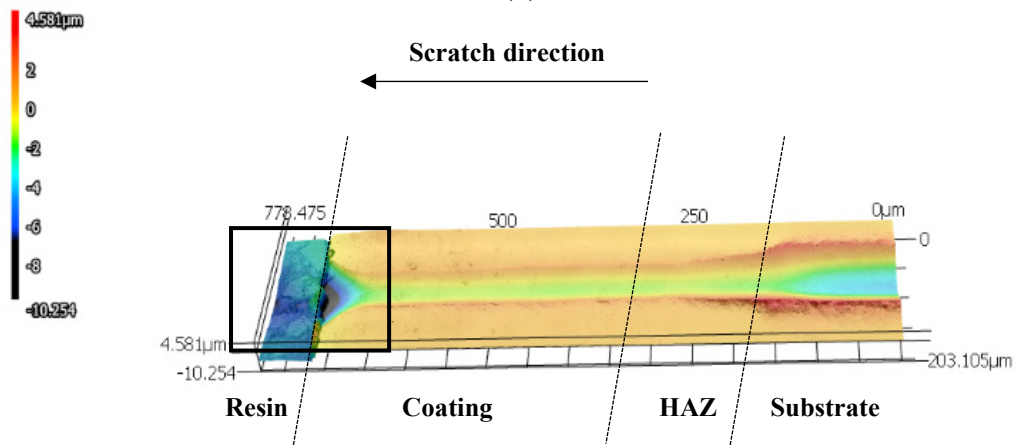 4.581µm
2
0
-2
-4
-6
-8
-10.254
Scratch direction
778.475
500
250
0µm
0
4.581µm
-10.254
203.105µm
Resin
Coating
HAZ
Substrate